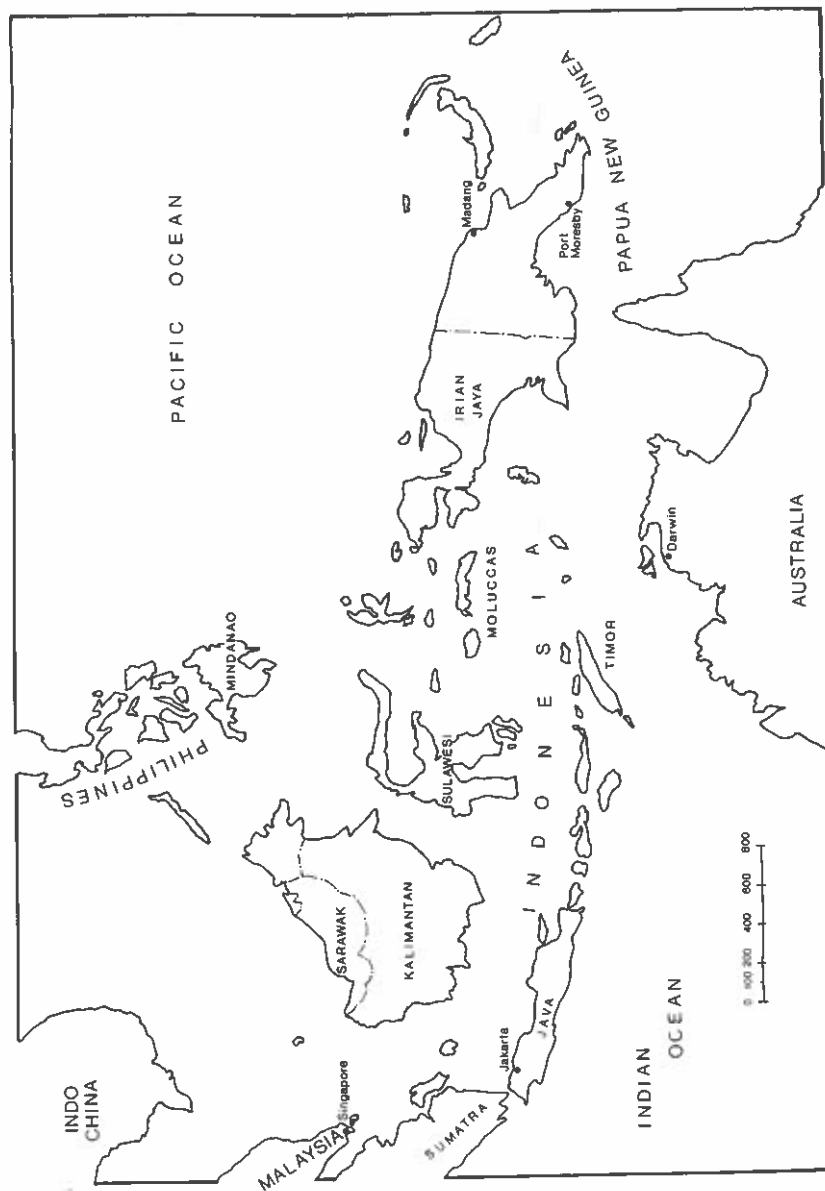 PACIFIC OCEAN
INDO
CHINA
PHILIPPINES
MINDANAO
MALAYSIA
Singapore
SARAWAK
KALIMANTAN
SULAWESI
MOLUCCAS
IRIAN
JAYA
Madang
PAPUA NEW GUINEA
Port
Moresby
SUMATRA
Jakarta
JAVA
INDONESIA
TIMOR
Darwin
AUSTRALIA
INDIAN
OCEAN
0 100 200 400 600 800